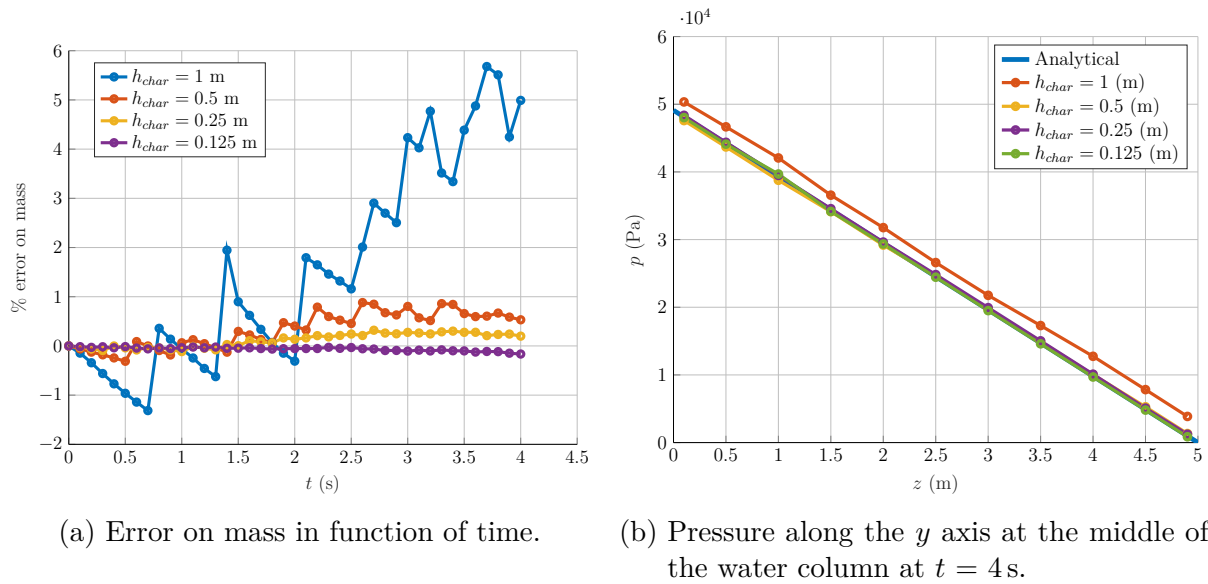 6
5
4
3
2
1
0
−1
−2
% error on mass
h_char = 1 m
h_char = 0.5 m
h_char = 0.25 m
h_char = 0.125 m
0 0.5 1 1.5 2 2.5 3 3.5 4 4.5
t (s)
(a) Error on mass in function of time.
·10⁴
6
5
4
3
2
1
0
p (Pa)
Analytical
h_char = 1 (m)
h_char = 0.5 (m)
h_char = 0.25 (m)
h_char = 0.125 (m)
0 0.5 1 1.5 2 2.5 3 3.5 4 4.5 5
z (m)
(b) Pressure along the y axis at the middle of
the water column at t = 4 s.